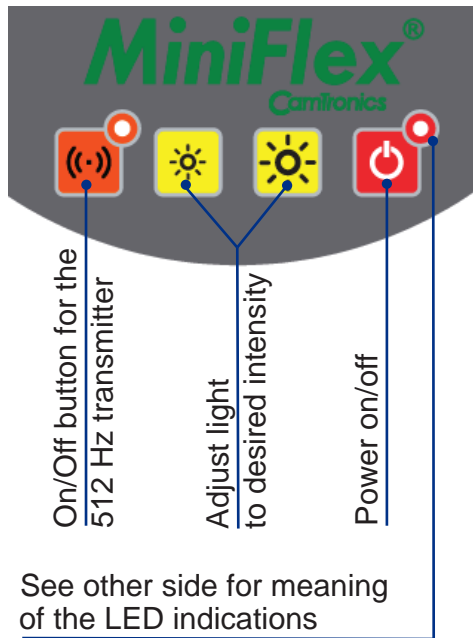 MiniFlex®
CamTronics
On/Off button for the
512 Hz transmitter
Adjust light
to desired intensity
Power on/off
See other side for meaning
of the LED indications